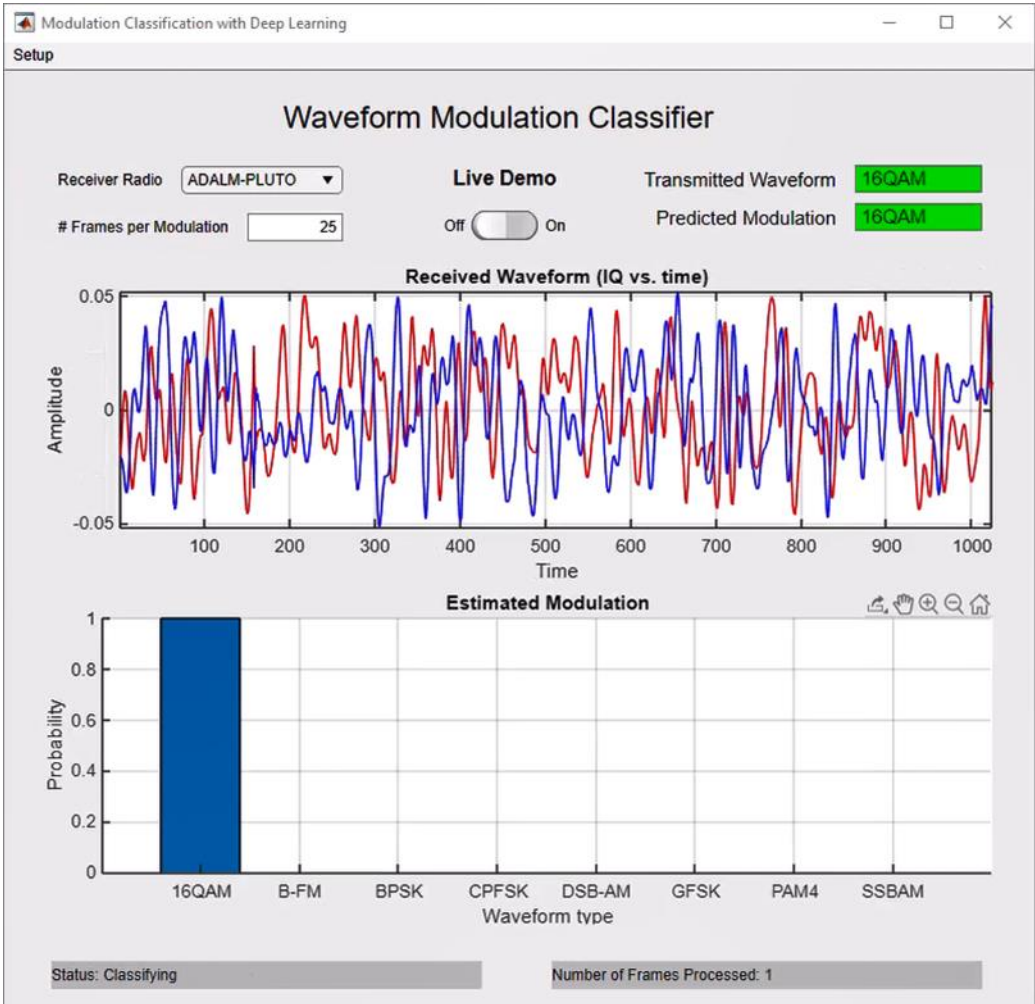 Modulation Classification with Deep Learning
Setup
Waveform Modulation Classifier
Receiver Radio ADALM-PLUTO
Live Demo
Transmitted Waveform 16QAM
# Frames per Modulation 25
Off On
Predicted Modulation 16QAM
Received Waveform (IQ vs. time)
0.05
0
-0.05
Amplitude
100 200 300 400 500 600 700 800 900 1000
Time
Estimated Modulation
1
0.8
0.6
0.4
0.2
0
Probability
16QAM B-FM BPSK CPFSK DSB-AM GFSK PAM4 SSBAM
Waveform type
Status: Classifying
Number of Frames Processed: 1